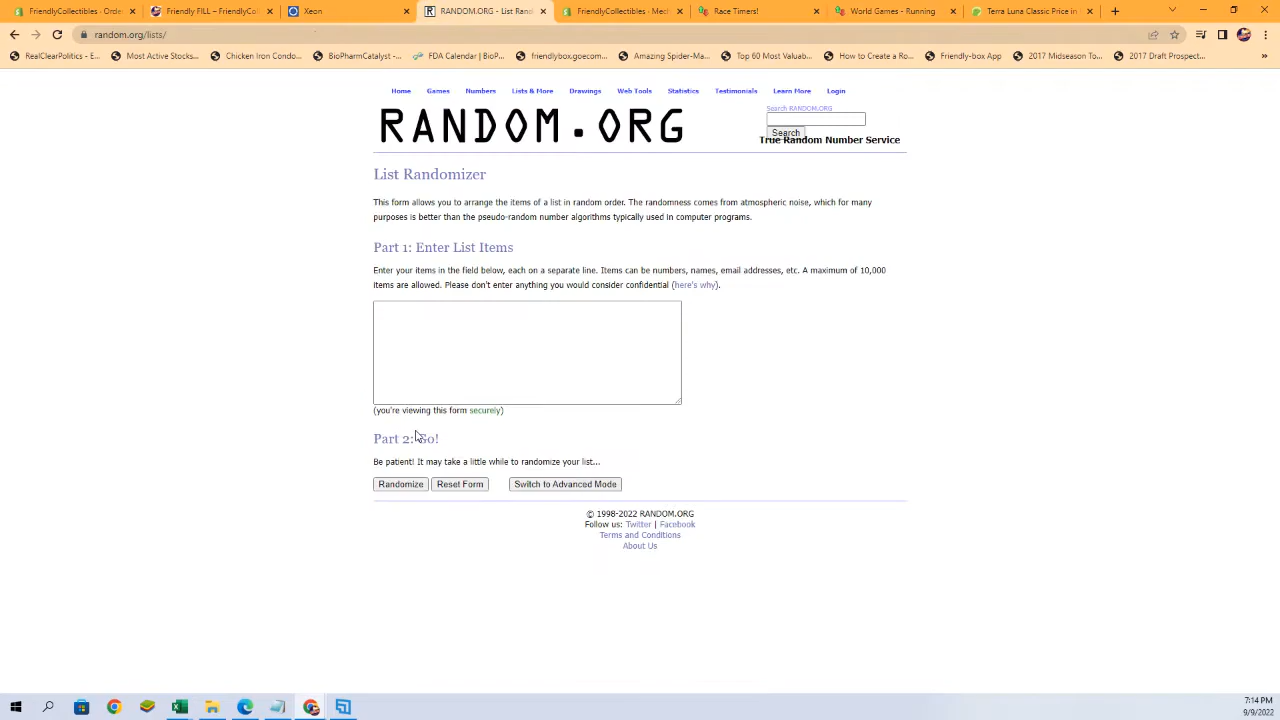 FriendlyCollectibles - Orders
Friendly FILL – FriendlyCol
Xeon
RANDOM.ORG - List
FriendlyCollectibles - Mech
Race Timers!
World Games - Running
Terra Luna Classic Price in
random.org/lists/
RealClearPolitics - E...
Most Active Stocks...
Chicken Iron Condo...
BioPharmCatalyst -...
FDA Calendar | BioP...
friendlybox.goecom...
Amazing Spider-Ma...
Top 60 Most Valuab...
How to Create a Ro...
Friendly-box App
2017 Midseason To...
2017 Draft Prospect...
Home Games Numbers Lists & More Drawings Web Tools Statistics Testimonials Learn More Login
Search RANDOM.ORG
RANDOM.ORG
Search
True Random Number Service
List Randomizer
This form allows you to arrange the items of a list in random order. The randomness comes from atmospheric noise, which for many
purposes is better than the pseudo-random number algorithms typically used in computer programs.
Part 1: Enter List Items
Enter your items in the field below, each on a separate line. Items can be numbers, names, email addresses, etc. A maximum of 10,000
items are allowed. Please don't enter anything you would consider confidential (here's why).
(you're viewing this form securely)
Part 2: Go!
Be patient! It may take a little while to randomize your list...
Randomize Reset Form Switch to Advanced Mode
© 1998-2022 RANDOM.ORG
Follow us: Twitter | Facebook
Terms and Conditions
About Us
7:14 PM
9/9/2022